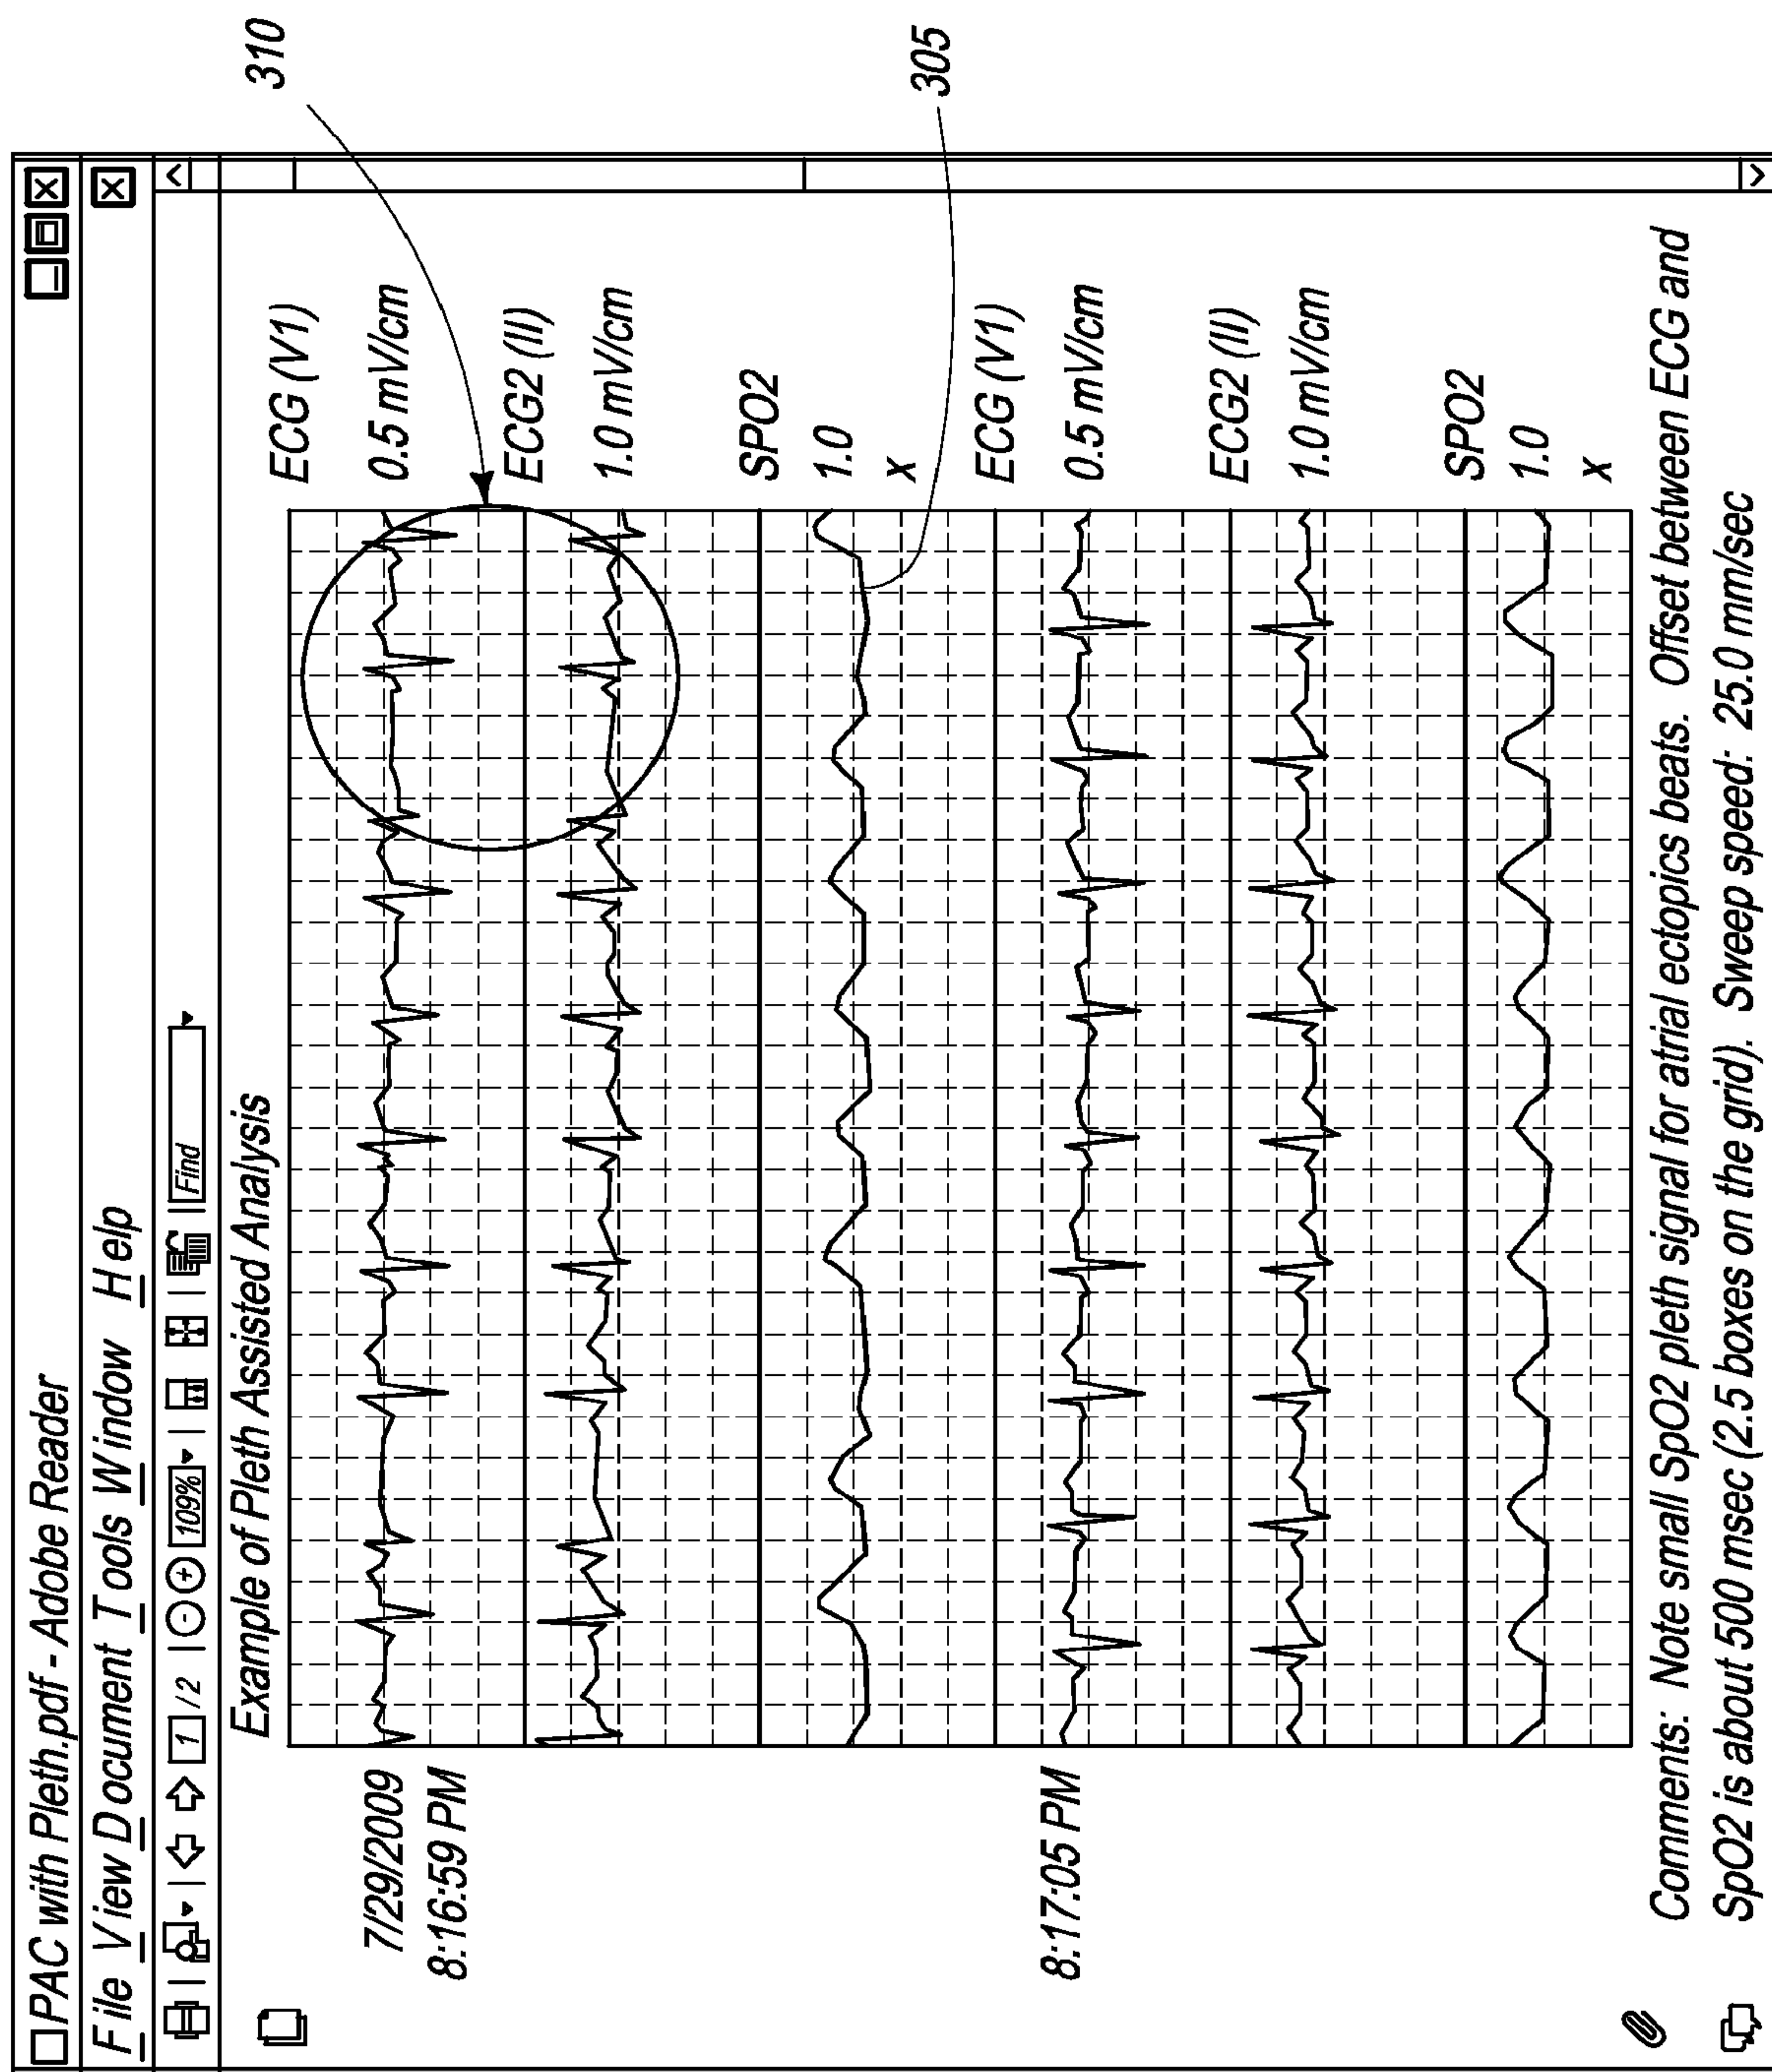 PAC with Pleth.pdf - Adobe Reader
File View Document Tools Window Help
1 / 2 109% Find
Example of Pleth Assisted Analysis
310
ECG (V1)
7/29/2009
0.5 mV/cm
8:16:59 PM
ECG2 (II)
1.0 mV/cm
SPO2
1.0
x
305
ECG (V1)
8:17:05 PM
0.5 mV/cm
ECG2 (II)
1.0 mV/cm
SPO2
1.0
x
Comments: Note small SpO2 pleth signal for atrial ectopics beats. Offset between ECG and
SpO2 is about 500 msec (2.5 boxes on the grid). Sweep speed: 25.0 mm/sec